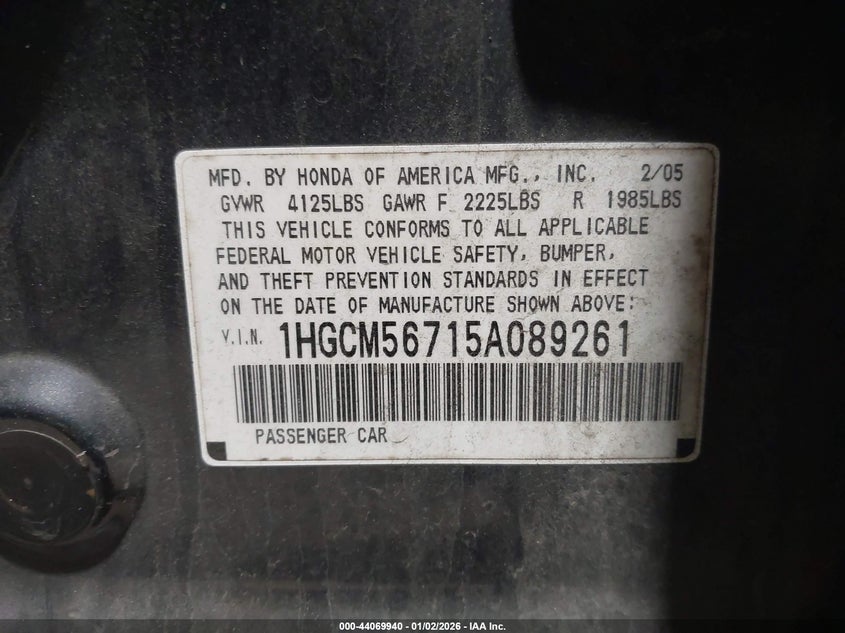 MFD. BY HONDA OF AMERICA MFG., INC. 2/05
GVWR 4125LBS GAWR F 2225LBS R 1985LBS
THIS VEHICLE CONFORMS TO ALL APPLICABLE
FEDERAL MOTOR VEHICLE SAFETY, BUMPER,
AND THEFT PREVENTION STANDARDS IN EFFECT
ON THE DATE OF MANUFACTURE SHOWN ABOVE:
V.I.N. 1HGCM56715A089261
PASSENGER CAR
000-44069940 - 01/02/2026 - IAA Inc.